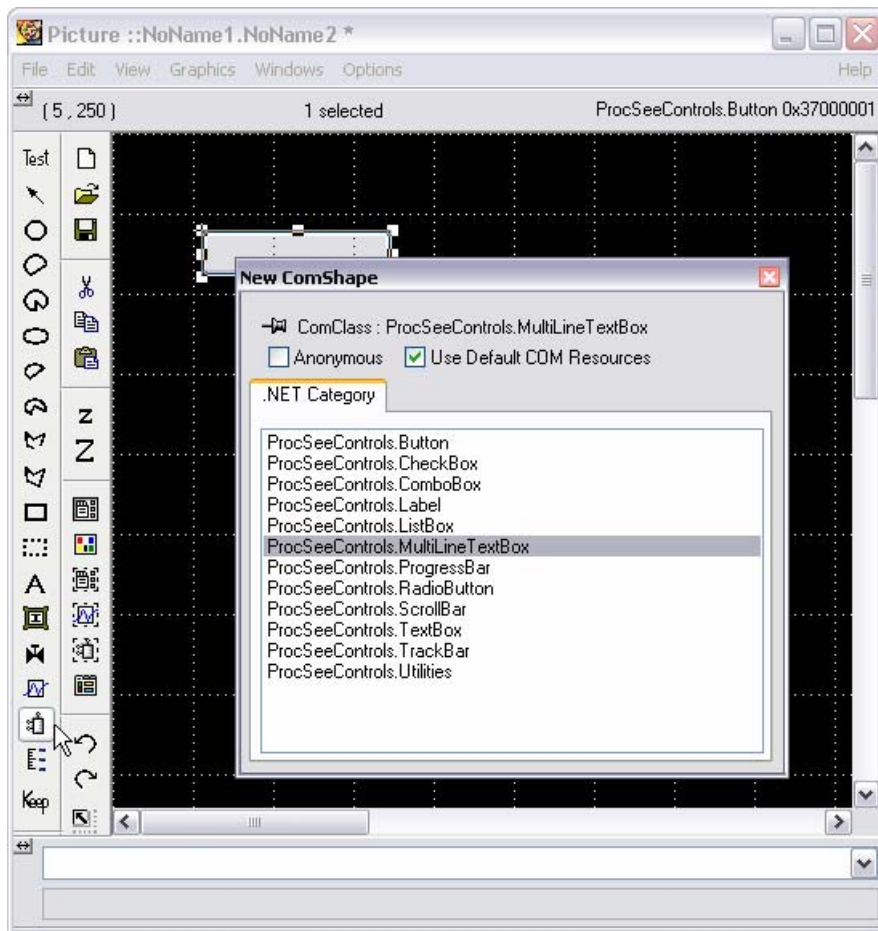 Picture ::NoName1.NoName2 *
File Edit View Graphics Windows Options Help
(5 , 250 ) 1 selected ProcSeeControls.Button 0x37000001
Test
z
Z
A
Keep
New ComShape
ComClass : ProcSeeControls.MultiLineTextBox
Anonymous Use Default COM Resources
.NET Category
ProcSeeControls.Button
ProcSeeControls.CheckBox
ProcSeeControls.ComboBox
ProcSeeControls.Label
ProcSeeControls.ListBox
ProcSeeControls.MultiLineTextBox
ProcSeeControls.ProgressBar
ProcSeeControls.RadioButton
ProcSeeControls.ScrollBar
ProcSeeControls.TextBox
ProcSeeControls.TrackBar
ProcSeeControls.Utilities